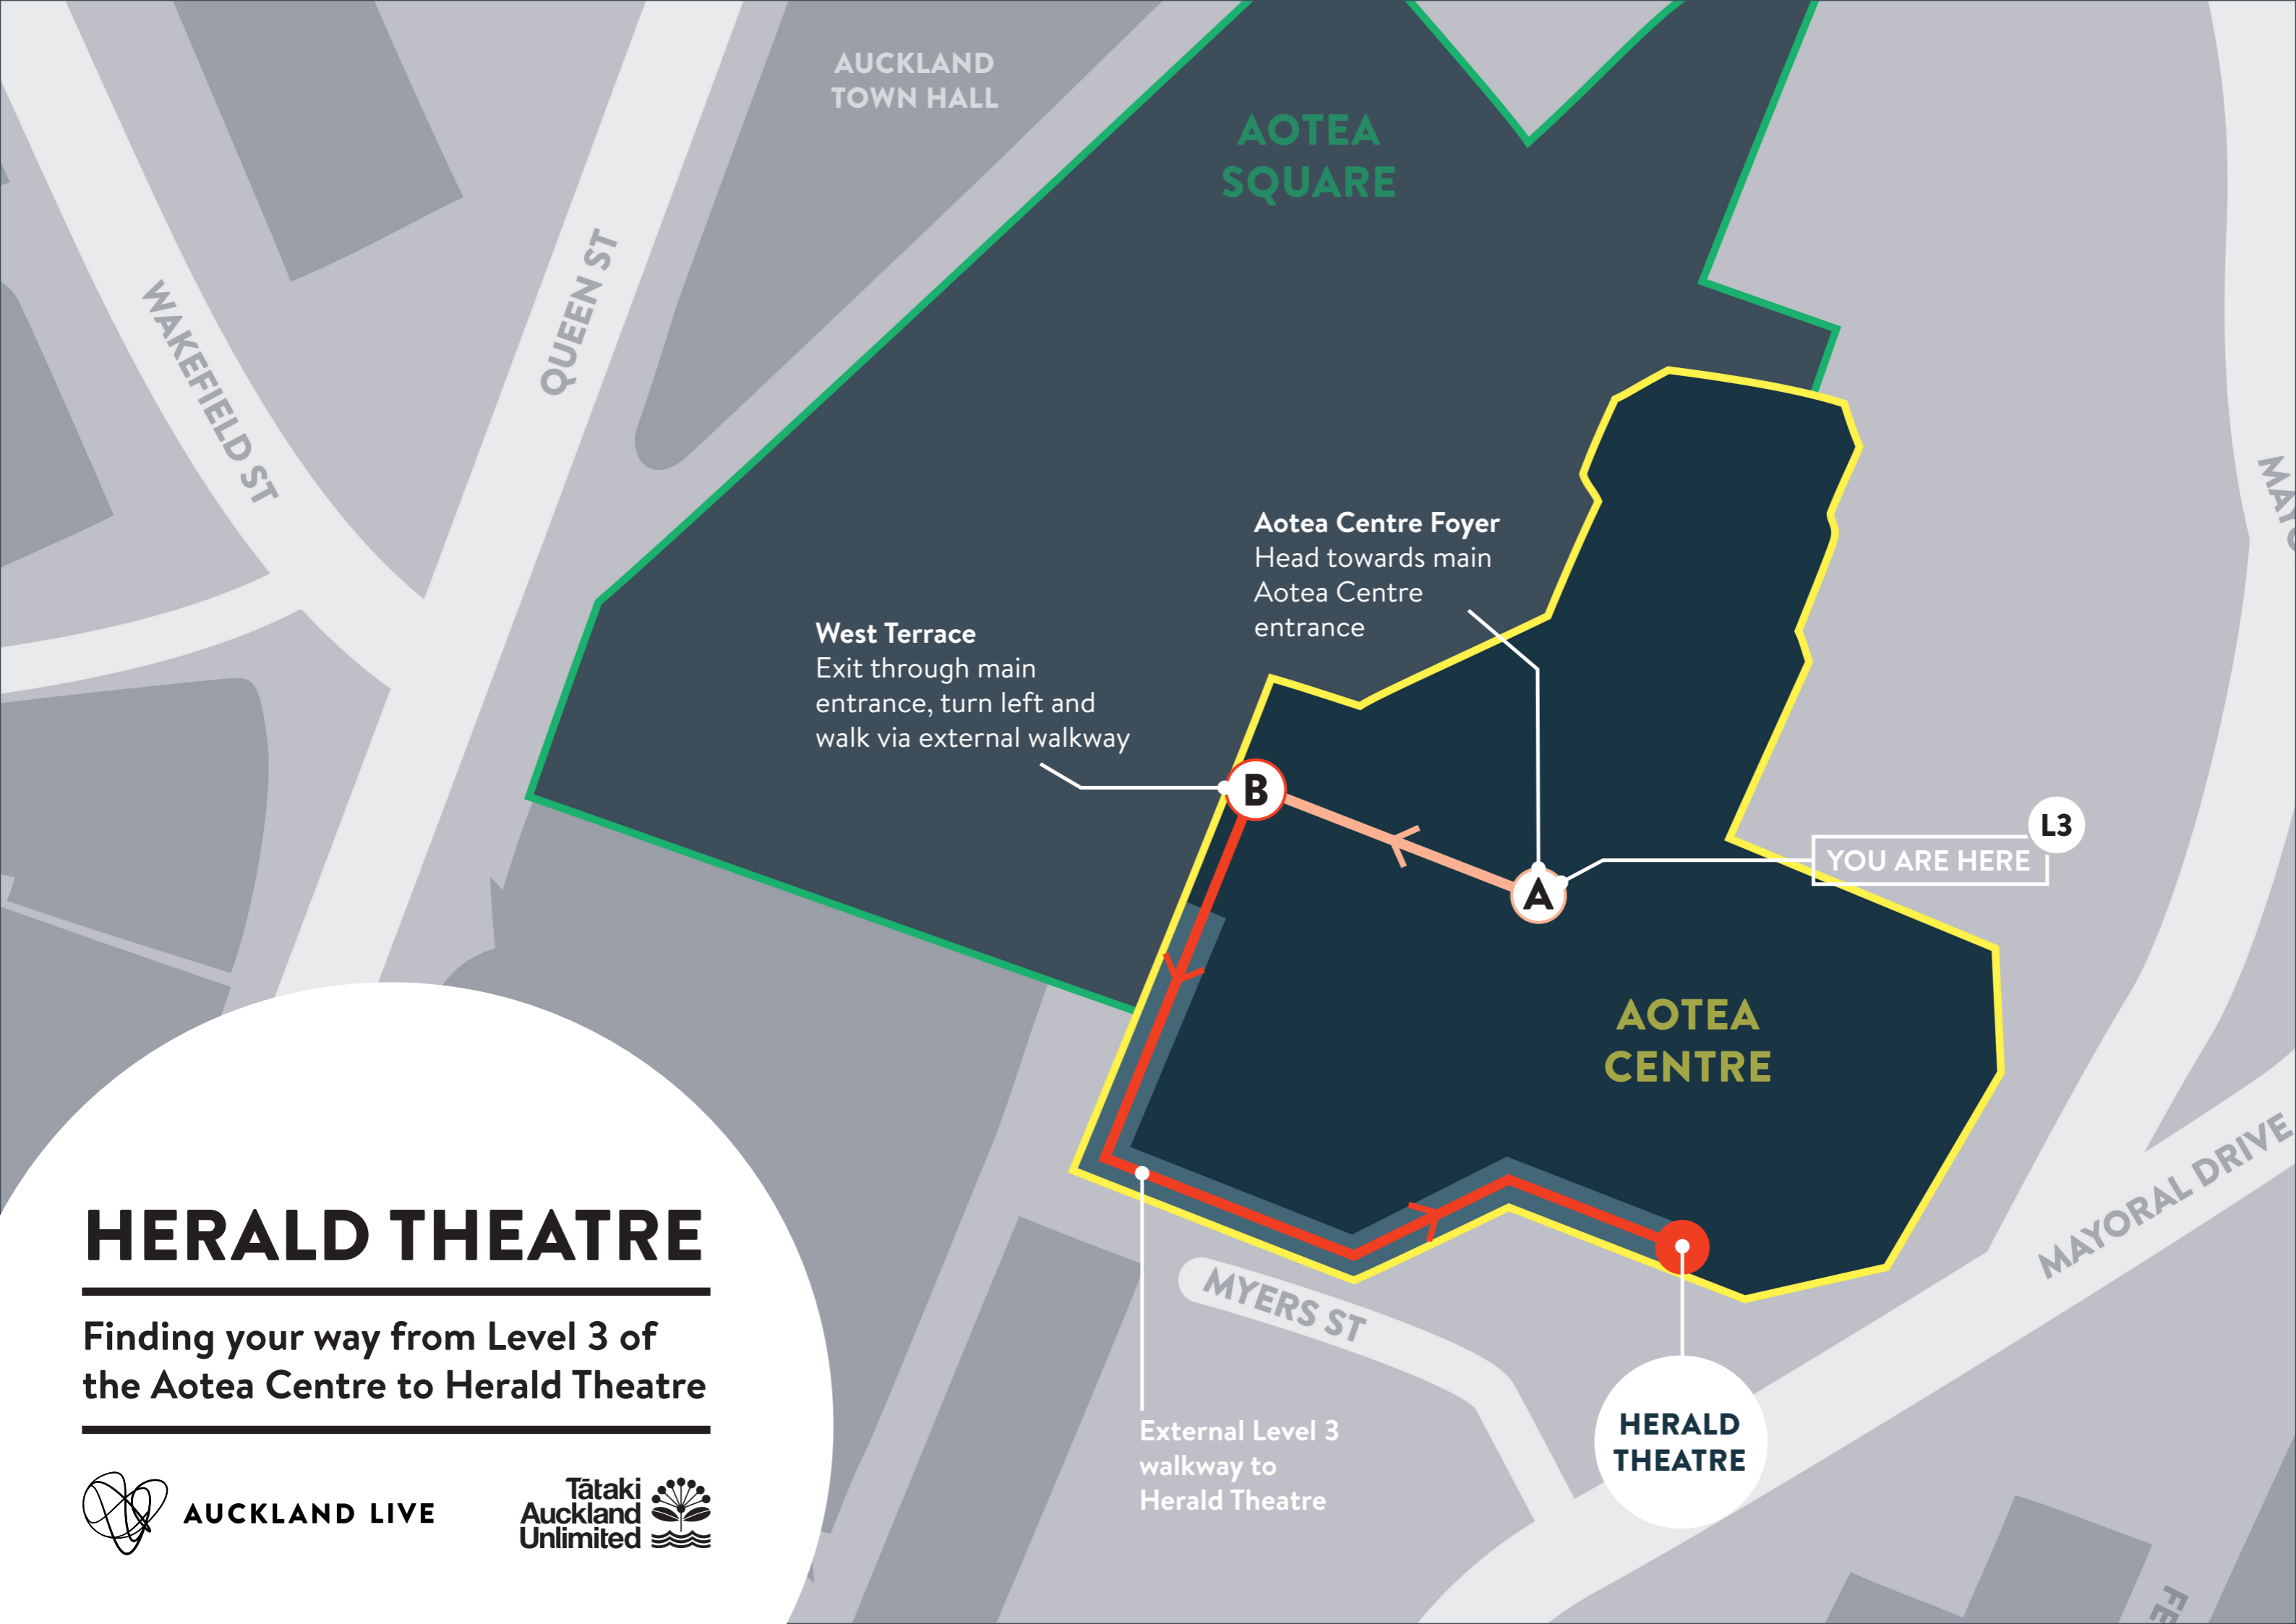 AUCKLAND
TOWN HALL
AOTEA
SQUARE
QUEEN ST
WAKEFIELD ST
Aotea Centre Foyer
Head towards main
Aotea Centre
entrance
West Terrace
Exit through main
entrance, turn left and
walk via external walkway
B
A
L3
YOU ARE HERE
AOTEA
CENTRE
MAYORAL DRIVE
MYERS ST
External Level 3
walkway to
Herald Theatre
HERALD
THEATRE
HERALD THEATRE
Finding your way from Level 3 of
the Aotea Centre to Herald Theatre
AUCKLAND LIVE
Tātaki
Auckland
Unlimited